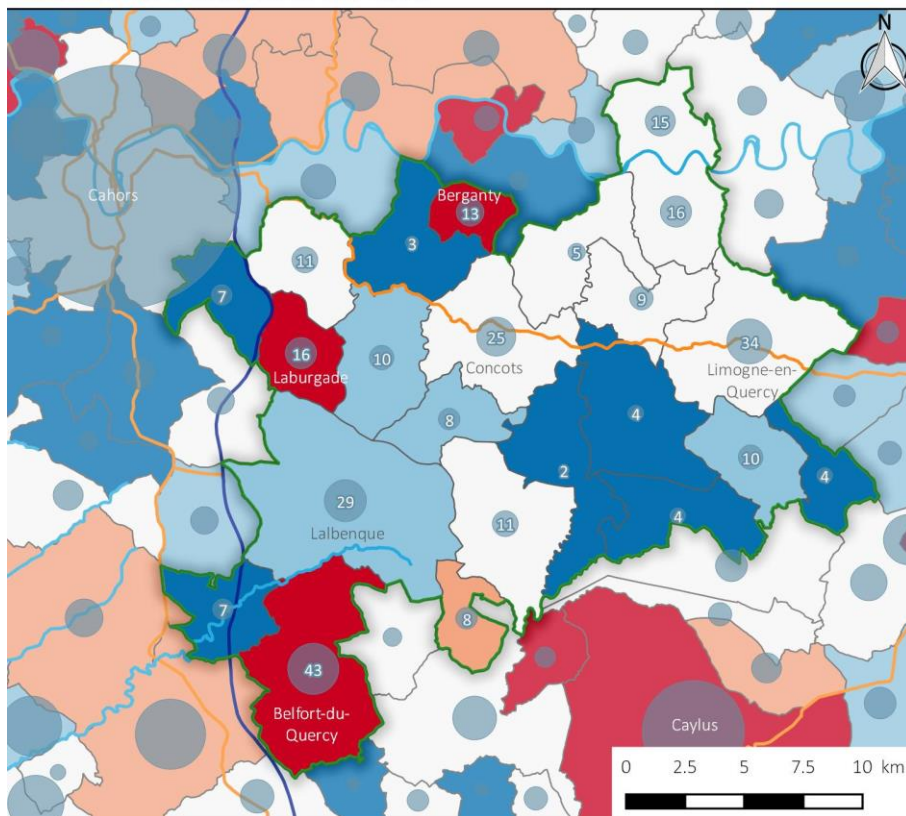 N
15
Cahors
Berganty
13
16
3
5
11
7
9
25
34
16
10
Concots
Limogne-en-
Quercy
Laburgade
8
4
10
2
4
29
11
4
Lalbenque
7
8
43
Belfort-du-
Quercy
Caylus
0 2.5 5 7.5 10 km